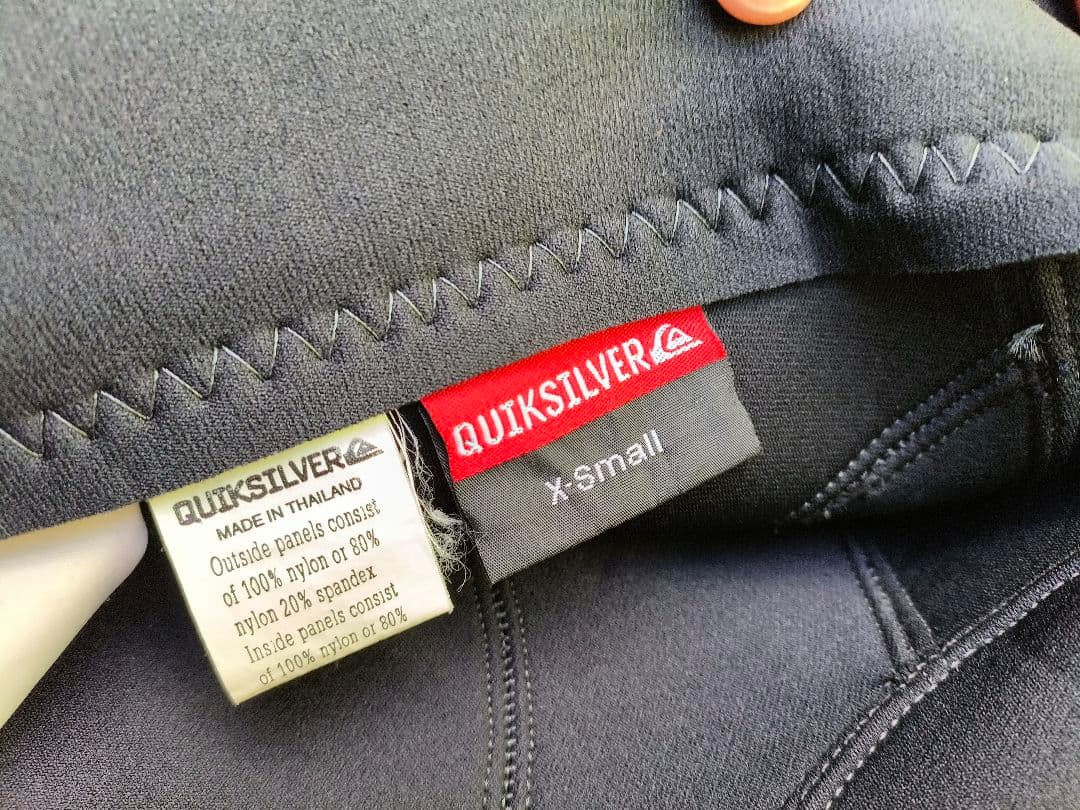 QUIKSILVER
MADE IN THAILAND
Outside panels consist
of 100% nylon or 80%
nylon 20% spandex
Inside panels consist
of 100% nylon or 80%
QUIKSILVER
X-Small